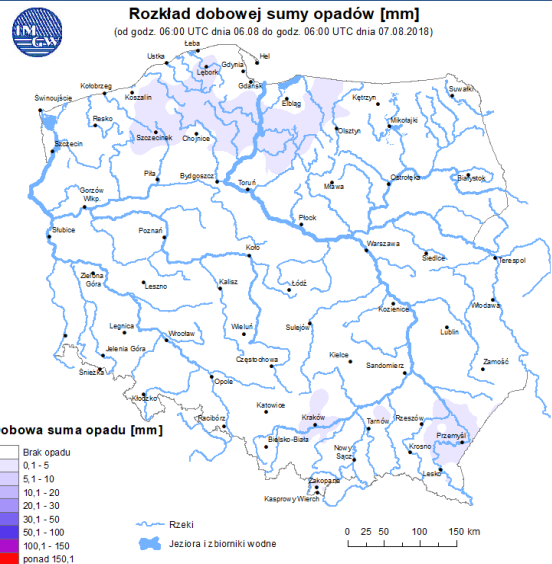 IM
GW
Rozkład dobowej sumy opadów [mm]
(od godz. 06:00 UTC dnia 06.08 do godz. 06:00 UTC dnia 07.08.2018)
Łeba
Ustka
Hel
Lębork
Gdynia
Gdańsk
Kołobrzeg
Koszalin
Świnoujście
Elbląg
Kętrzyn
Suwałki
Resko
Mikołajki
Olsztyn
Szczecinek
Chojnice
Szczecin
Piła
Bydgoszcz
Toruń
Mława
Ostrołęka
Białystok
Gorzów
Wlkp.
Płock
Słubice
Poznań
Koło
Warszawa
Siedlce
Terespol
Zielona
Góra
Leszno
Kalisz
Łódź
Kozienice
Włodawa
Legnica
Wrocław
Wieluń
Sulejów
Lublin
Jelenia Góra
Śnieżka
Częstochowa
Kielce
Sandomierz
Zamość
Opole
Kłodzko
Racibórz
Katowice
Kraków
Tarnów
Rzeszów
Przemyśl
Bielsko-Biała
Nowy
Sącz
Krosno
Lesko
Zakopane
Kasprowy Wierch
obowa suma opadu [mm]
Brak opadu
0,1 - 5
5,1 - 10
10,1 - 20
20,1 - 30
30,1 - 50
50,1 - 100
100,1 - 150
ponad 150,1
Rzeki
Jeziora i zbiorniki wodne
0 25 50 100 150 km